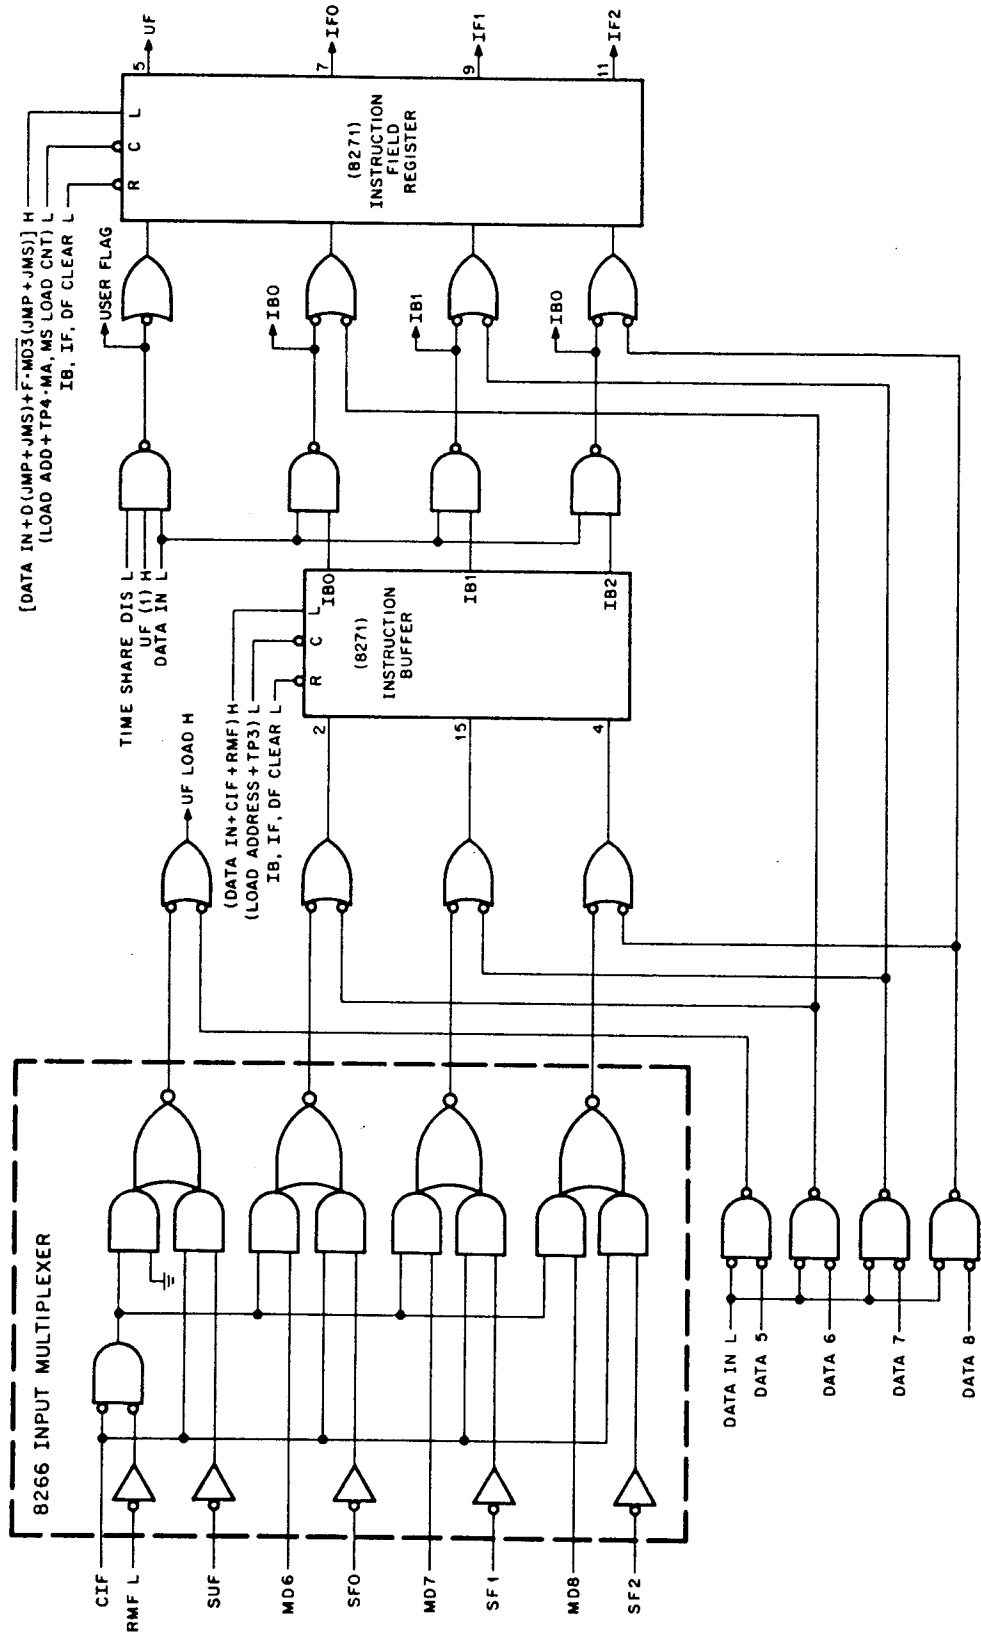 8266 INPUT MULTIPLEXER
CIF
RMF L
SUF
MD6
SF0
MD7
SF1
MD8
SF2
DATA IN L
DATA 5
DATA 6
DATA 7
DATA 8
UF LOAD H
(DATA IN+CIF+RMF) H
(LOAD ADDRESS+TP3) L
IB, IF, DF CLEAR L
2
15
4
R
C
L
(8271)
INSTRUCTION
BUFFER
IB0
IB1
IB2
TIME SHARE DIS L
UF (1) H
DATA IN L
USER FLAG
IB0
IB1
IB0
[DATA IN+D(JMP+JMS)+F·MD3(JMP+JMS)] H
(LOAD ADD+TP4·MA, MS LOAD CNT) L
IB, IF, DF CLEAR L
R
C
L
(8271)
INSTRUCTION
FIELD
REGISTER
5
UF
7
IF0
9
IF1
11
IF2